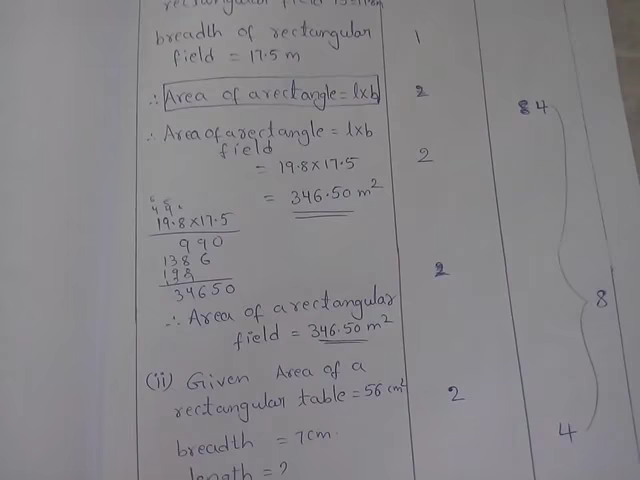 breadth of rectangular 1
field = 17.5 m
∴ Area of a rectangle = l×b 2
84
∴ Area of a rectangle = l×b
field
= 19.8 × 17.5 2
= 346.50 m²
19.8 × 17.5
990
1386
198
34650
2
∴ Area of a rectangular
field = 346.50 m²
8
(ii) Given Area of a
rectangular table = 56 cm² 2
breadth = 7cm. 4
length = ?